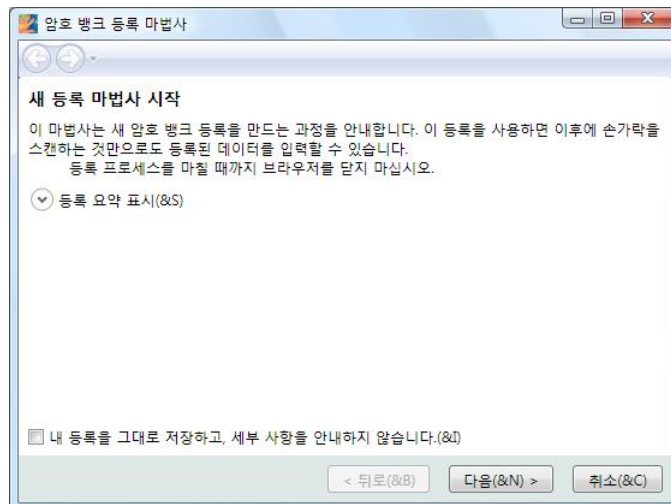 암호 뱅크 등록 마법사
새 등록 마법사 시작
이 마법사는 새 암호 뱅크 등록을 만드는 과정을 안내합니다. 이 등록을 사용하면 이후에 손가락을
스캔하는 것만으로도 등록된 데이터를 입력할 수 있습니다.
등록 프로세스를 마칠 때까지 브라우저를 닫지 마십시오.
등록 요약 표시(&S)
내 등록을 그대로 저장하고, 세부 사항을 안내하지 않습니다.(&I)
< 뒤로(&B) 다음(&N) > 취소(&C)